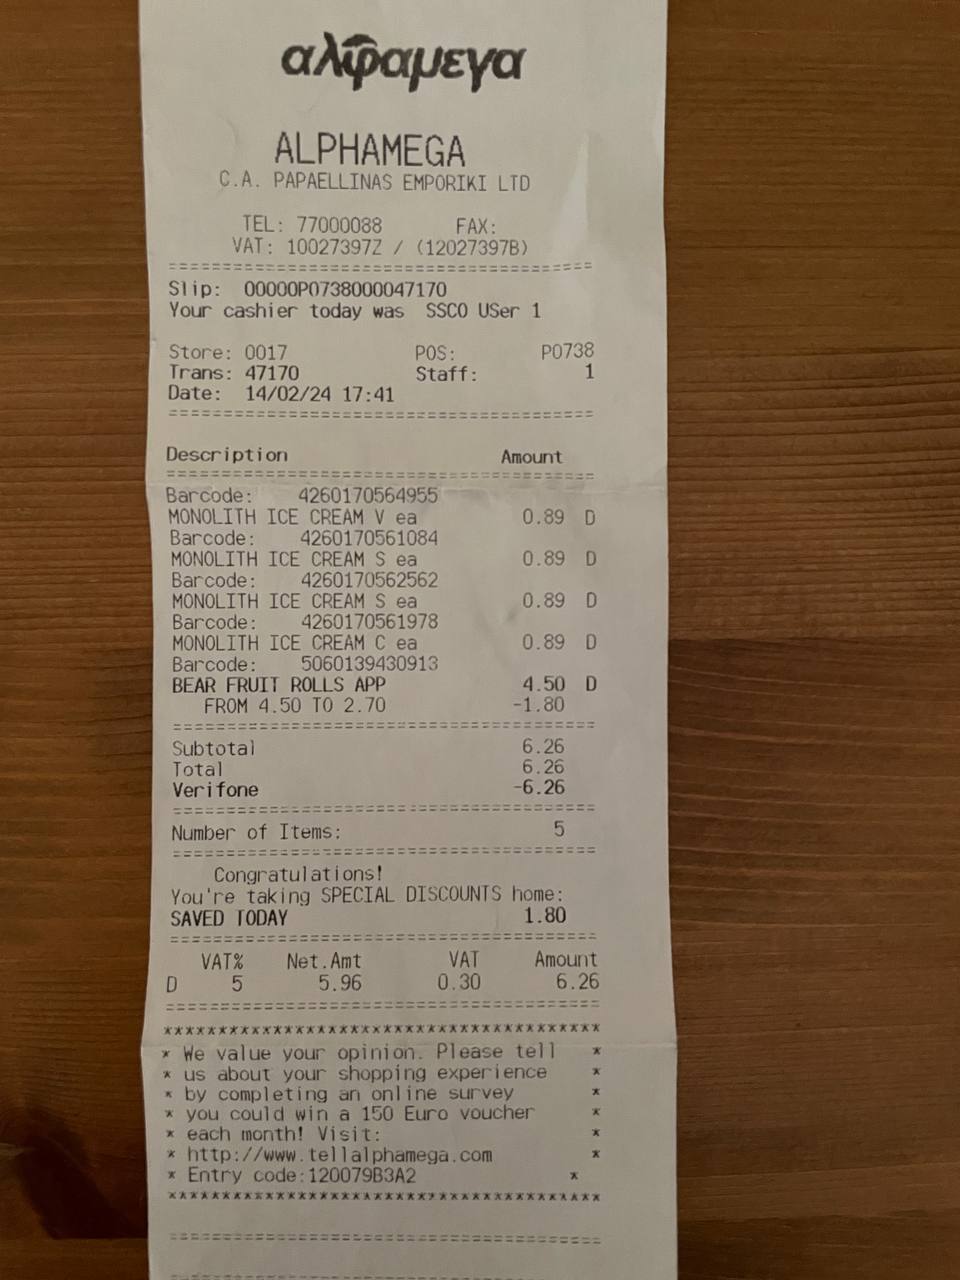 αλφαμεγα
ALPHAMEGA
C.A. PAPAELLINAS EMPORIKI LTD
TEL: 77000088 FAX:
VAT: 10027397Z / (12027397B)
========================================
Slip: 00000P0738000047170
Your cashier today was SSCO USer 1
Store: 0017 POS: P0738
Trans: 47170 Staff: 1
Date: 14/02/24 17:41
========================================
Description Amount
========================================
Barcode: 4260170564955
MONOLITH ICE CREAM V ea 0.89 D
Barcode: 4260170561084
MONOLITH ICE CREAM S ea 0.89 D
Barcode: 4260170562562
MONOLITH ICE CREAM S ea 0.89 D
Barcode: 4260170561978
MONOLITH ICE CREAM C ea 0.89 D
Barcode: 5060139430913
BEAR FRUIT ROLLS APP 4.50 D
FROM 4.50 TO 2.70 -1.80
========================================
Subtotal 6.26
Total 6.26
Verifone -6.26
========================================
Number of Items: 5
========================================
Congratulations!
You're taking SPECIAL DISCOUNTS home:
SAVED TODAY 1.80
========================================
VAT% Net.Amt VAT Amount
D 5 5.96 0.30 6.26
========================================
****************************************
* We value your opinion. Please tell *
* us about your shopping experience *
* by completing an online survey *
* you could win a 150 Euro voucher *
* each month! Visit: *
* http://www.tellalphamega.com *
* Entry code:120079B3A2 *
****************************************
========================================